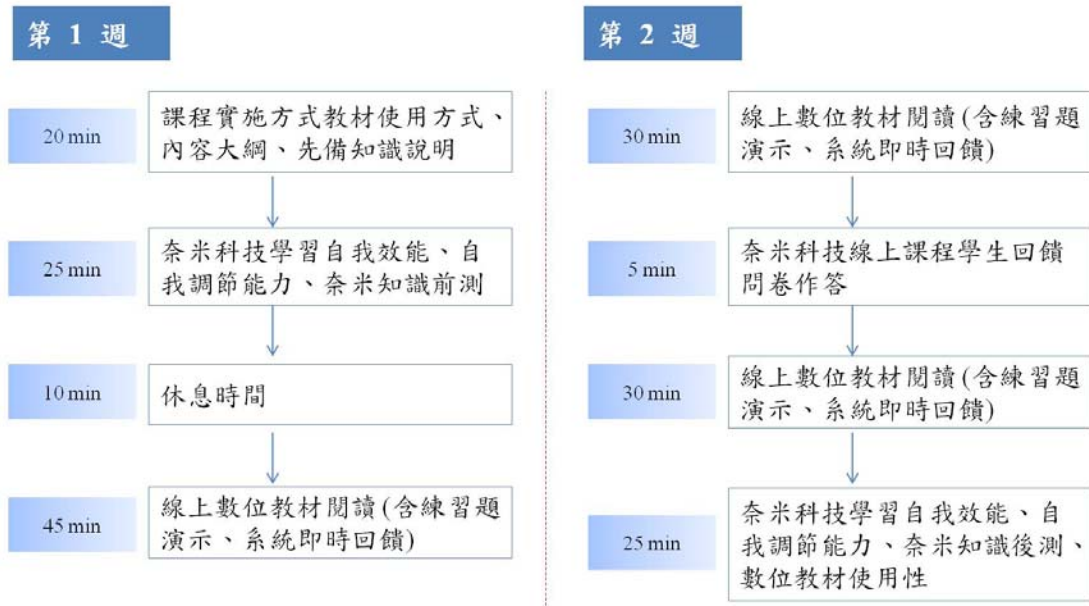 第 1 週
20 min
課程實施方式教材使用方式、
內容大綱、先備知識說明
25 min
奈米科技學習自我效能、自
我調節能力、奈米知識前測
10 min
休息時間
45 min
線上數位教材閱讀(含練習題
演示、系統即時回饋)
第 2 週
30 min
線上數位教材閱讀(含練習題
演示、系統即時回饋)
5 min
奈米科技線上課程學生回饋
問卷作答
30 min
線上數位教材閱讀(含練習題
演示、系統即時回饋)
25 min
奈米科技學習自我效能、自
我調節能力、奈米知識後測、
數位教材使用性